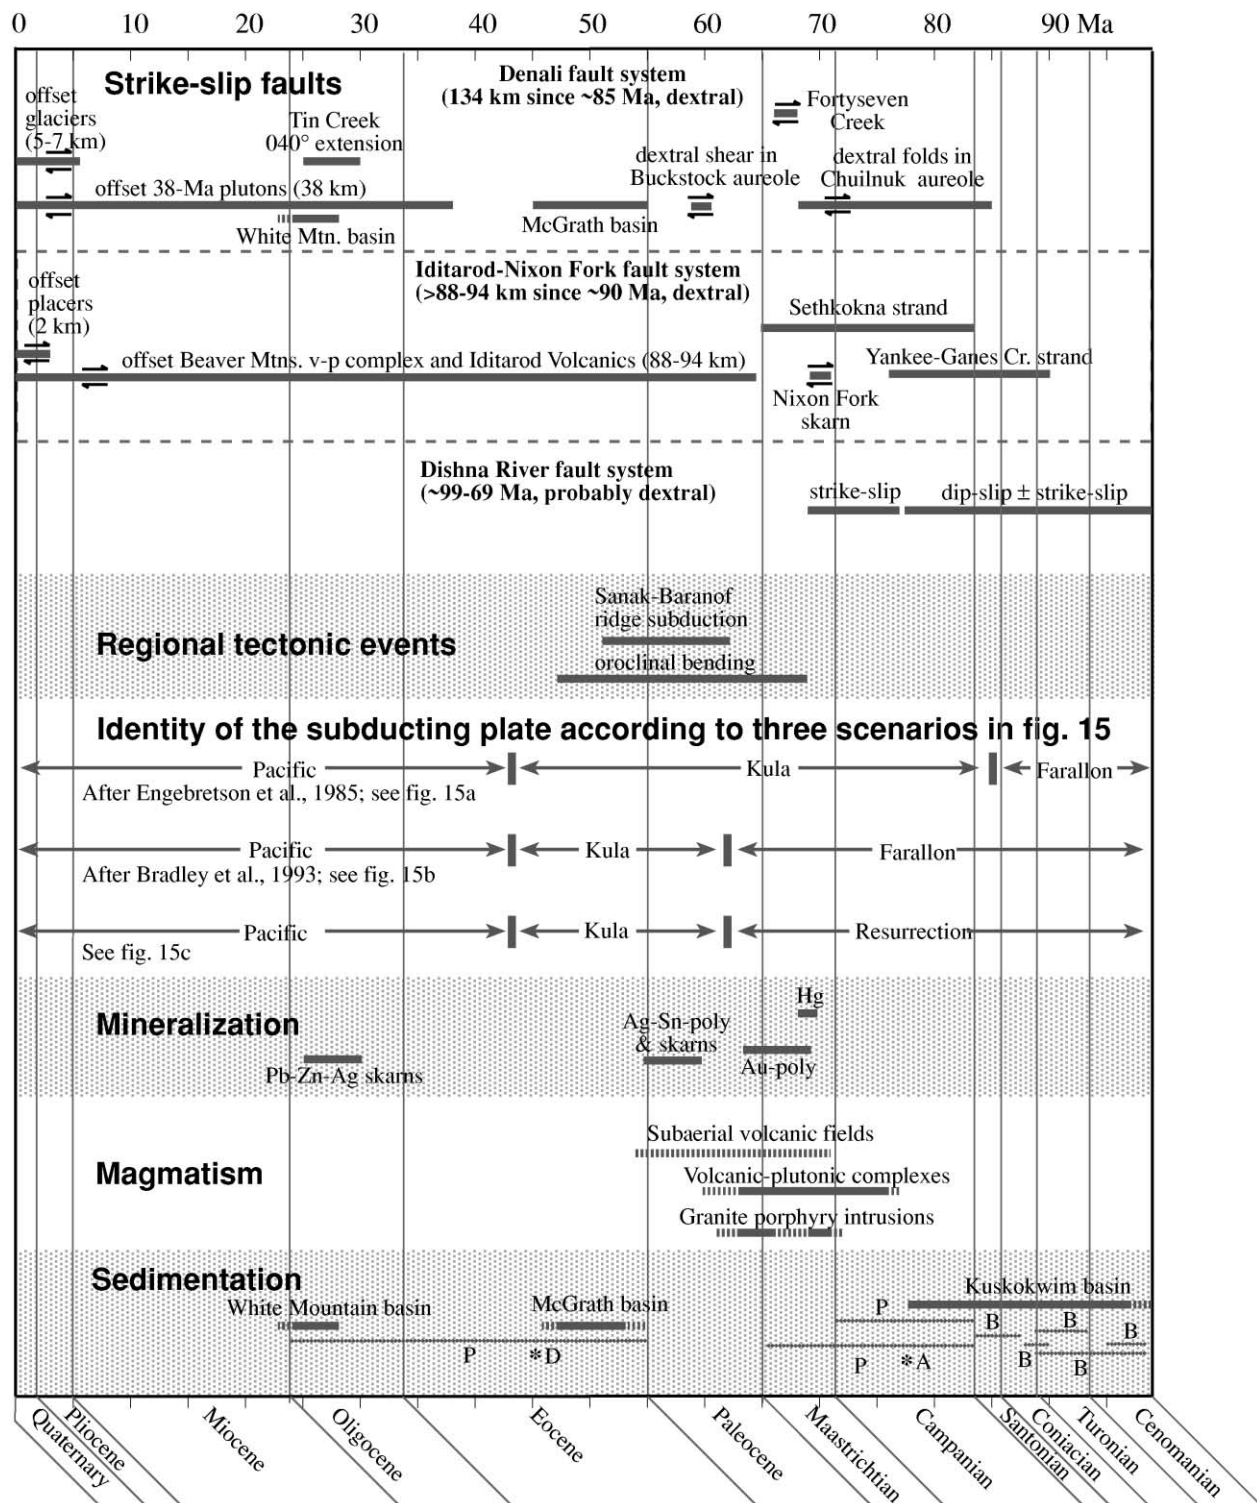 0 10 20 30 40 50 60 70 80 90 Ma
Strike-slip faults
Denali fault system
(134 km since ~85 Ma, dextral)
offset
glaciers
(5-7 km)
Tin Creek
040° extension
Fortyseven
Creek
dextral shear in
Buckstock aureole
dextral folds in
Chuilnuk aureole
offset 38-Ma plutons (38 km)
White Mtn. basin
McGrath basin
Iditarod-Nixon Fork fault system
(>88-94 km since ~90 Ma, dextral)
offset
placers
(2 km)
Sethkokna strand
offset Beaver Mtns. v-p complex and Iditarod Volcanics (88-94 km)
Yankee-Ganes Cr. strand
Nixon Fork
skarn
Dishna River fault system
(~99-69 Ma, probably dextral)
strike-slip
dip-slip ± strike-slip
Regional tectonic events
Sanak-Baranof
ridge subduction
oroclinal bending
Identity of the subducting plate according to three scenarios in fig. 15
Pacific Kula Farallon
After Engebretson et al., 1985; see fig. 15a
Pacific Kula Farallon
After Bradley et al., 1993; see fig. 15b
Pacific Kula Resurrection
See fig. 15c
Mineralization
Hg
Ag-Sn-poly
& skarns
Au-poly
Pb-Zn-Ag skarns
Magmatism
Subaerial volcanic fields
Volcanic-plutonic complexes
Granite porphyry intrusions
Sedimentation
Kuskokwim basin
White Mountain basin
McGrath basin
P B B B
P *D P *A B B
Quaternary
Pliocene
Miocene
Oligocene
Eocene
Paleocene
Maastrichtian
Campanian
Santonian
Coniacian
Turonian
Cenomanian